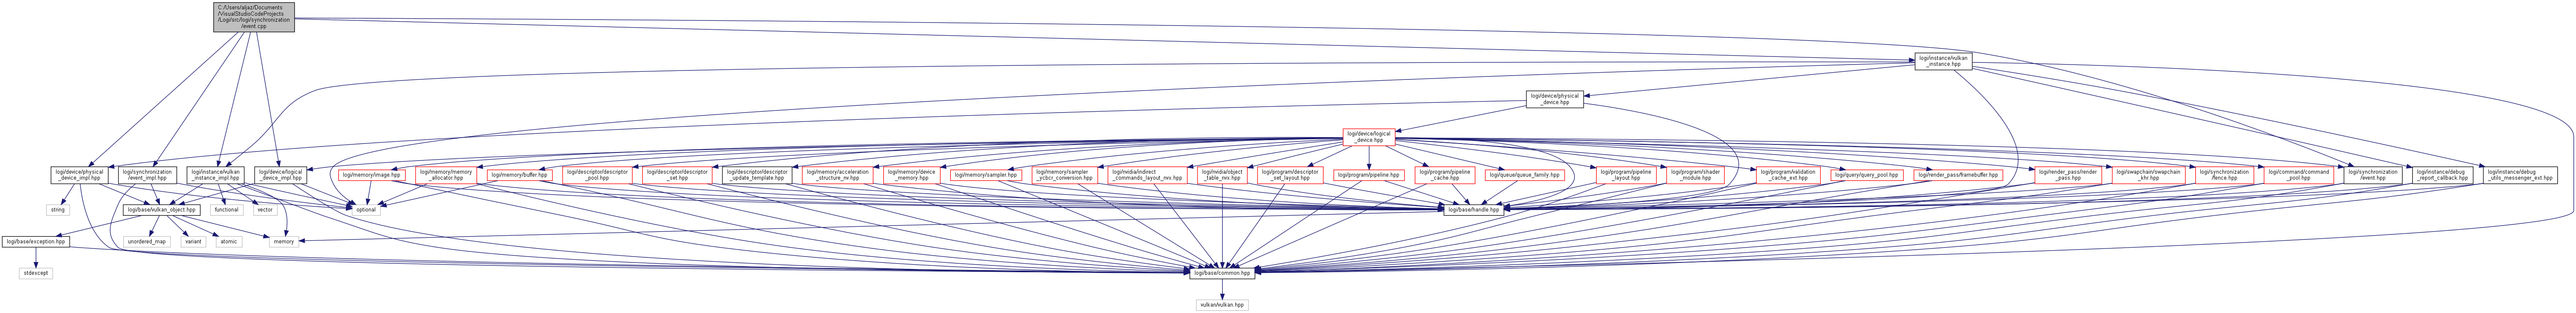 C:/Users/aljaz/Documents
/VisualStudioCodeProjects
/Logi/src/logi/synchronization
/event.cpp
logi/instance/vulkan
_instance.hpp
logi/device/physical
_device.hpp
logi/device/logical
_device.hpp
logi/device/physical
_device_impl.hpp
logi/synchronization
/event_impl.hpp
logi/instance/vulkan
_instance_impl.hpp
logi/device/logical
_device_impl.hpp
logi/memory/image.hpp
logi/memory/memory
_allocator.hpp
logi/memory/buffer.hpp
logi/descriptor/descriptor
_pool.hpp
logi/descriptor/descriptor
_set.hpp
logi/descriptor/descriptor
_update_template.hpp
logi/memory/acceleration
_structure_nv.hpp
logi/memory/device
_memory.hpp
logi/memory/sampler.hpp
logi/memory/sampler
_ycbcr_conversion.hpp
logi/nvidia/indirect
_commands_layout_nvx.hpp
logi/nvidia/object
_table_nvx.hpp
logi/program/descriptor
_set_layout.hpp
logi/program/pipeline.hpp
logi/program/pipeline
_cache.hpp
logi/queue/queue_family.hpp
logi/program/pipeline
_layout.hpp
logi/program/shader
_module.hpp
logi/program/validation
_cache_ext.hpp
logi/query/query_pool.hpp
logi/render_pass/framebuffer.hpp
logi/render_pass/render
_pass.hpp
logi/swapchain/swapchain
_khr.hpp
logi/synchronization
/fence.hpp
logi/command/command
_pool.hpp
logi/synchronization
/event.hpp
logi/instance/debug
_report_callback.hpp
logi/instance/debug
_utils_messenger_ext.hpp
string
logi/base/vulkan_object.hpp
functional
vector
optional
logi/base/handle.hpp
logi/base/exception.hpp
unordered_map
variant
atomic
memory
stdexcept
logi/base/common.hpp
vulkan/vulkan.hpp